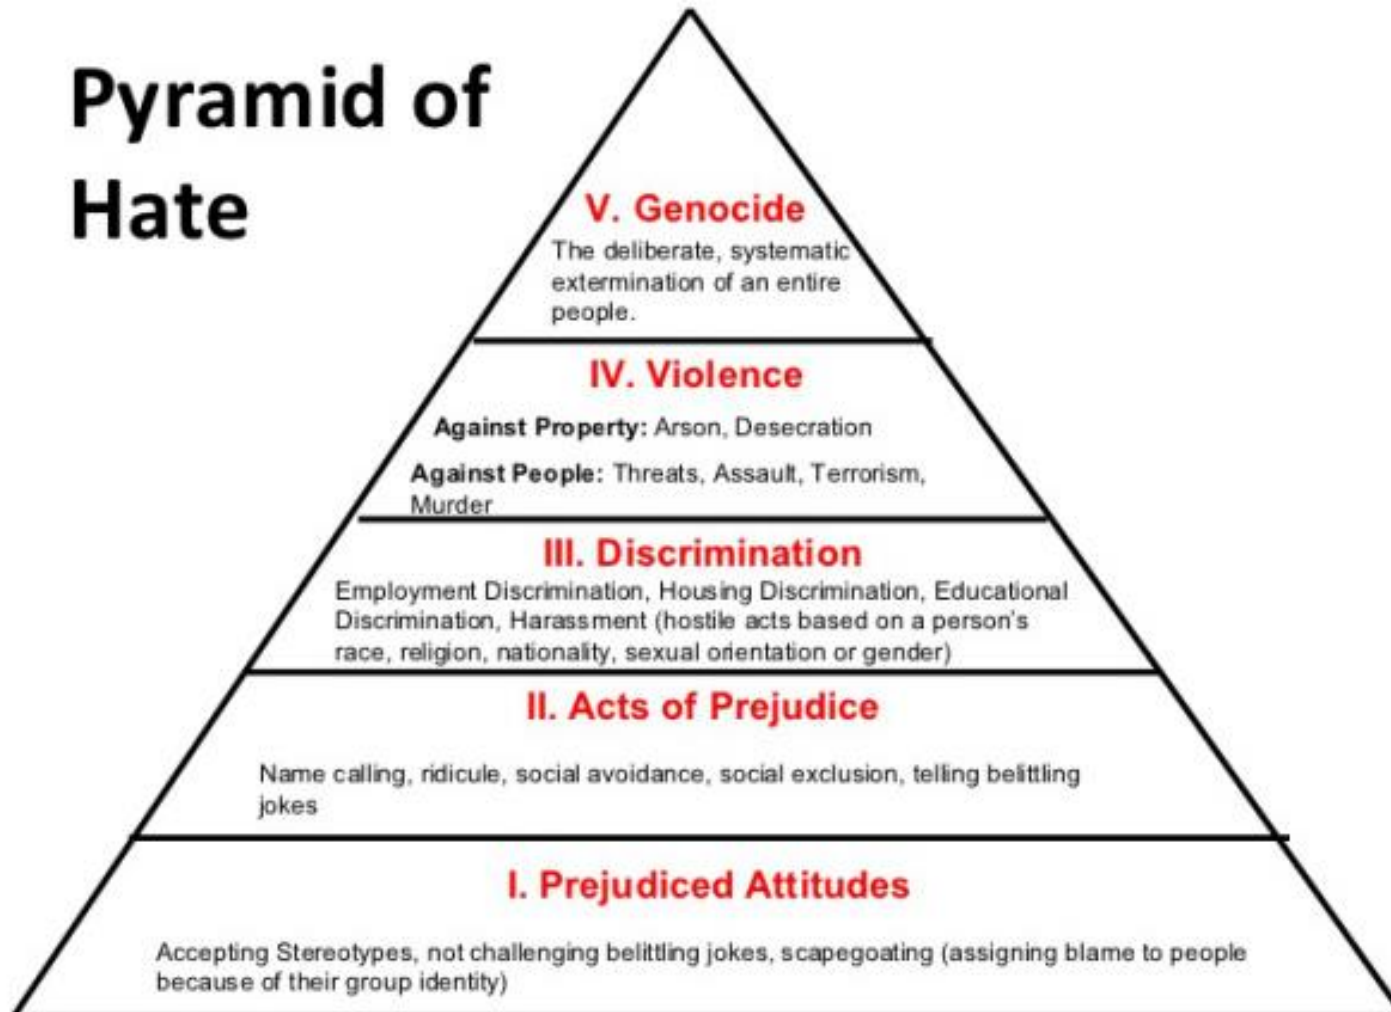 Pyramid of
Hate
V. Genocide
The deliberate, systematic
extermination of an entire
people.
IV. Violence
Against Property: Arson, Desecration
Against People: Threats, Assault, Terrorism,
Murder
III. Discrimination
Employment Discrimination, Housing Discrimination, Educational
Discrimination, Harassment (hostile acts based on a person's
race, religion, nationality, sexual orientation or gender)
II. Acts of Prejudice
Name calling, ridicule, social avoidance, social exclusion, telling belittling
jokes
I. Prejudiced Attitudes
Accepting Stereotypes, not challenging belittling jokes, scapegoating (assigning blame to people
because of their group identity)